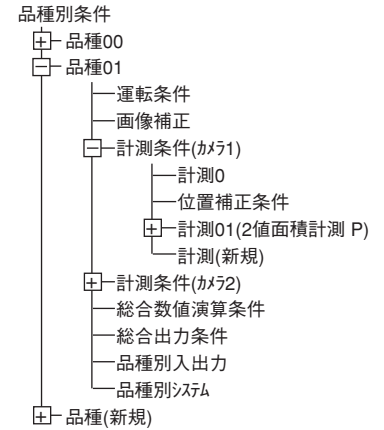 品種別条件
品種00
品種01
運転条件
画像補正
計測条件(ｶﾒﾗ1)
計測0
位置補正条件
計測01(2値面積計測 P)
計測(新規)
計測条件(ｶﾒﾗ2)
総合数値演算条件
総合出力条件
品種別入出力
品種別ｼｽﾃﾑ
品種(新規)